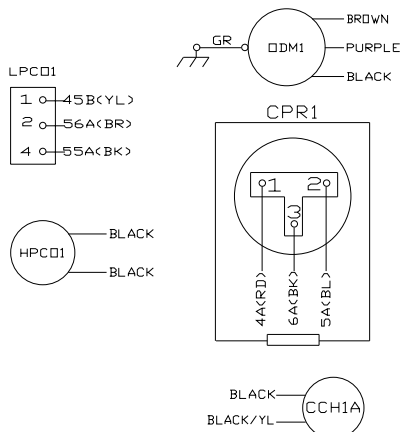 BROWN
GR
ODM1
PURPLE
BLACK
LPCO1
1 45B(YL)
2 56A(BR)
4 55A(BK)
CPR1
1 2
3
4A(RD)
6A(BK)
5A(BL)
BLACK
HPCO1
BLACK
BLACK
CCH1A
BLACK/YL